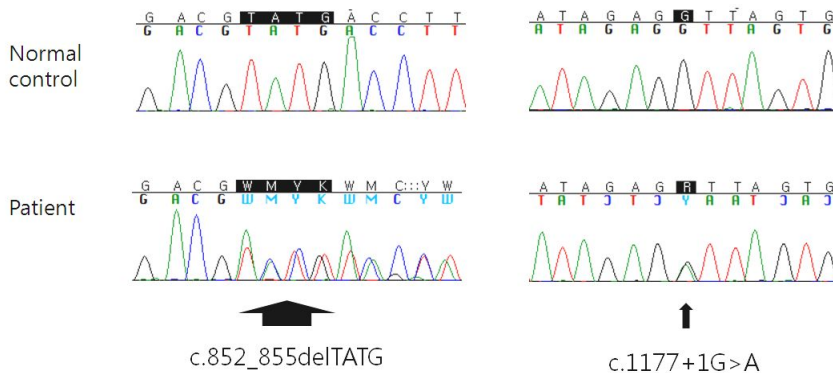 G A C G T A T G A C C T T
G A C G T A T G A C C T T
A T A G A G G T T A G T G
A T A G A G G T T A G T G
Normal
control
G A C G W M Y K W M C:::Y W
G A C G W M Y K W M C Y W
A T A G A G R T T A G T G
T A T C T C Y A A T C A C
Patient
c.852_855delTATG
c.1177+1G>A